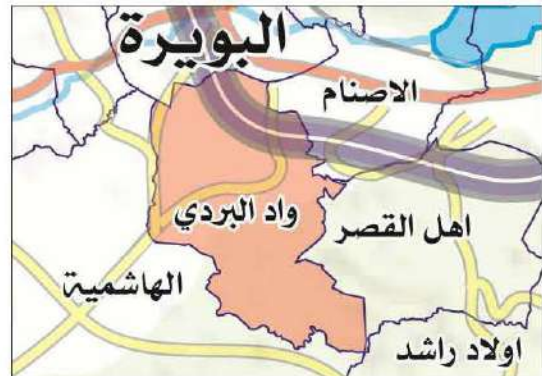 البويرة
الاصنام
واد البردي
اهل القصر
الهاشمية
اولاد راشد